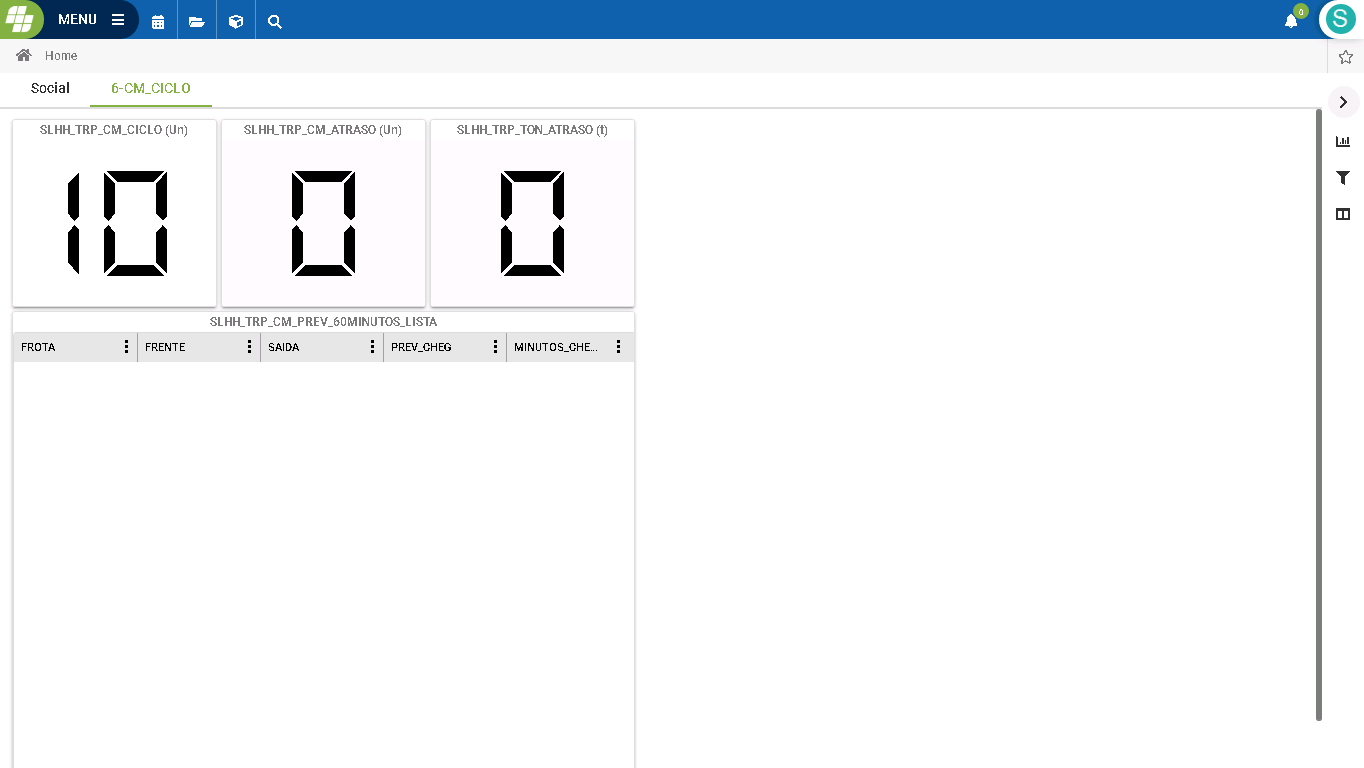 MENU
0
S
Home
Social
6-CM_CICLO
SLHH_TRP_CM_CICLO (Un)
SLHH_TRP_CM_ATRASO (Un)
SLHH_TRP_TON_ATRASO (t)
10
0
0
SLHH_TRP_CM_PREV_60MINUTOS_LISTA
FROTA
FRENTE
SAIDA
PREV_CHEG
MINUTOS_CHE...